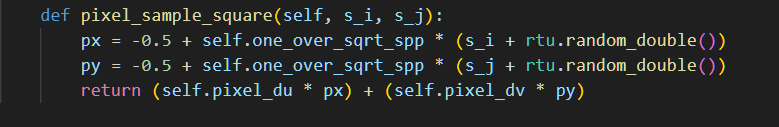 def pixel_sample_square(self, s_i, s_j):
    px = -0.5 + self.one_over_sqrt_spp * (s_i + rtu.random_double())
    py = -0.5 + self.one_over_sqrt_spp * (s_j + rtu.random_double())
    return (self.pixel_du * px) + (self.pixel_dv * py)